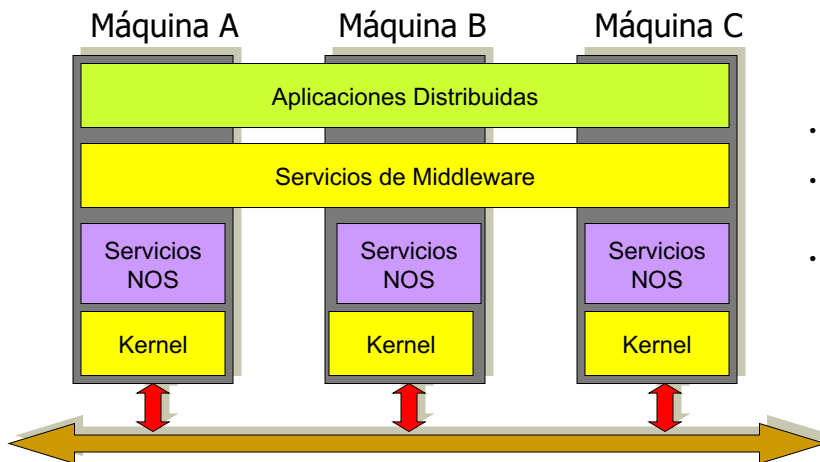 Máquina A Máquina B Máquina C
Aplicaciones Distribuidas
Servicios de Middleware
Servicios NOS
Servicios NOS
Servicios NOS
Kernel Kernel Kernel